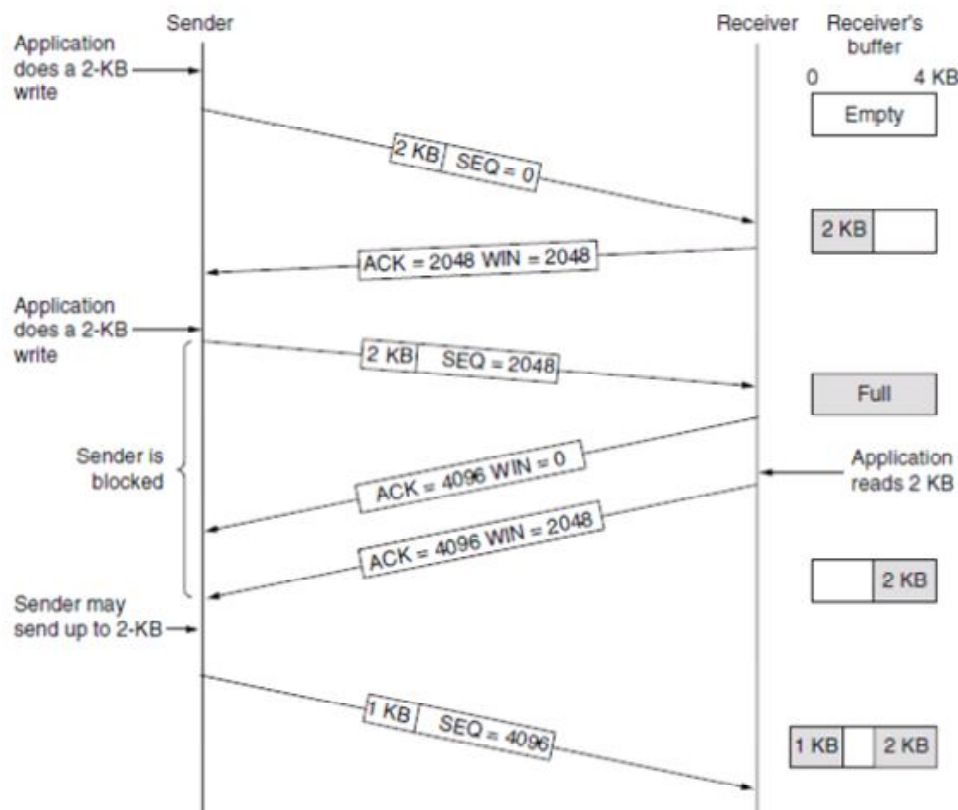 Sender
Receiver
Receiver's
buffer
Application
does a 2-KB
write
0 4 KB
Empty
2 KB SEQ = 0
2 KB
ACK = 2048 WIN = 2048
Application
does a 2-KB
write
2 KB SEQ = 2048
Full
Sender is
blocked
ACK = 4096 WIN = 0
Application
reads 2 KB
ACK = 4096 WIN = 2048
2 KB
Sender may
send up to 2-KB
1 KB SEQ = 4096
1 KB 2 KB